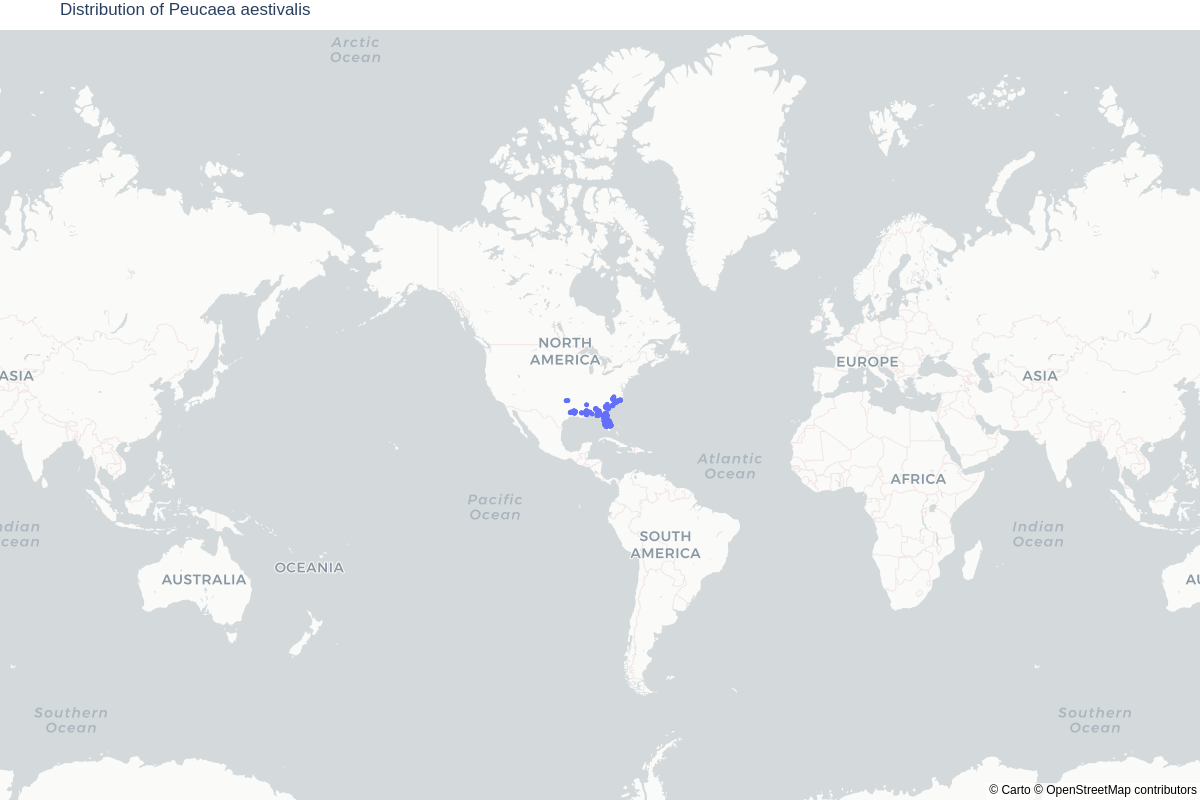 Distribution of Peucaea aestivalis
Arctic
Ocean
NORTH
AMERICA
EUROPE
ASIA
ASIA
Atlantic
Ocean
AFRICA
Pacific
Ocean
ndian
cean
Indian
Ocean
SOUTH
AMERICA
OCEANIA
AUSTRALIA
AU
Southern
Ocean
Southern
Ocean
© Carto © OpenStreetMap contributors